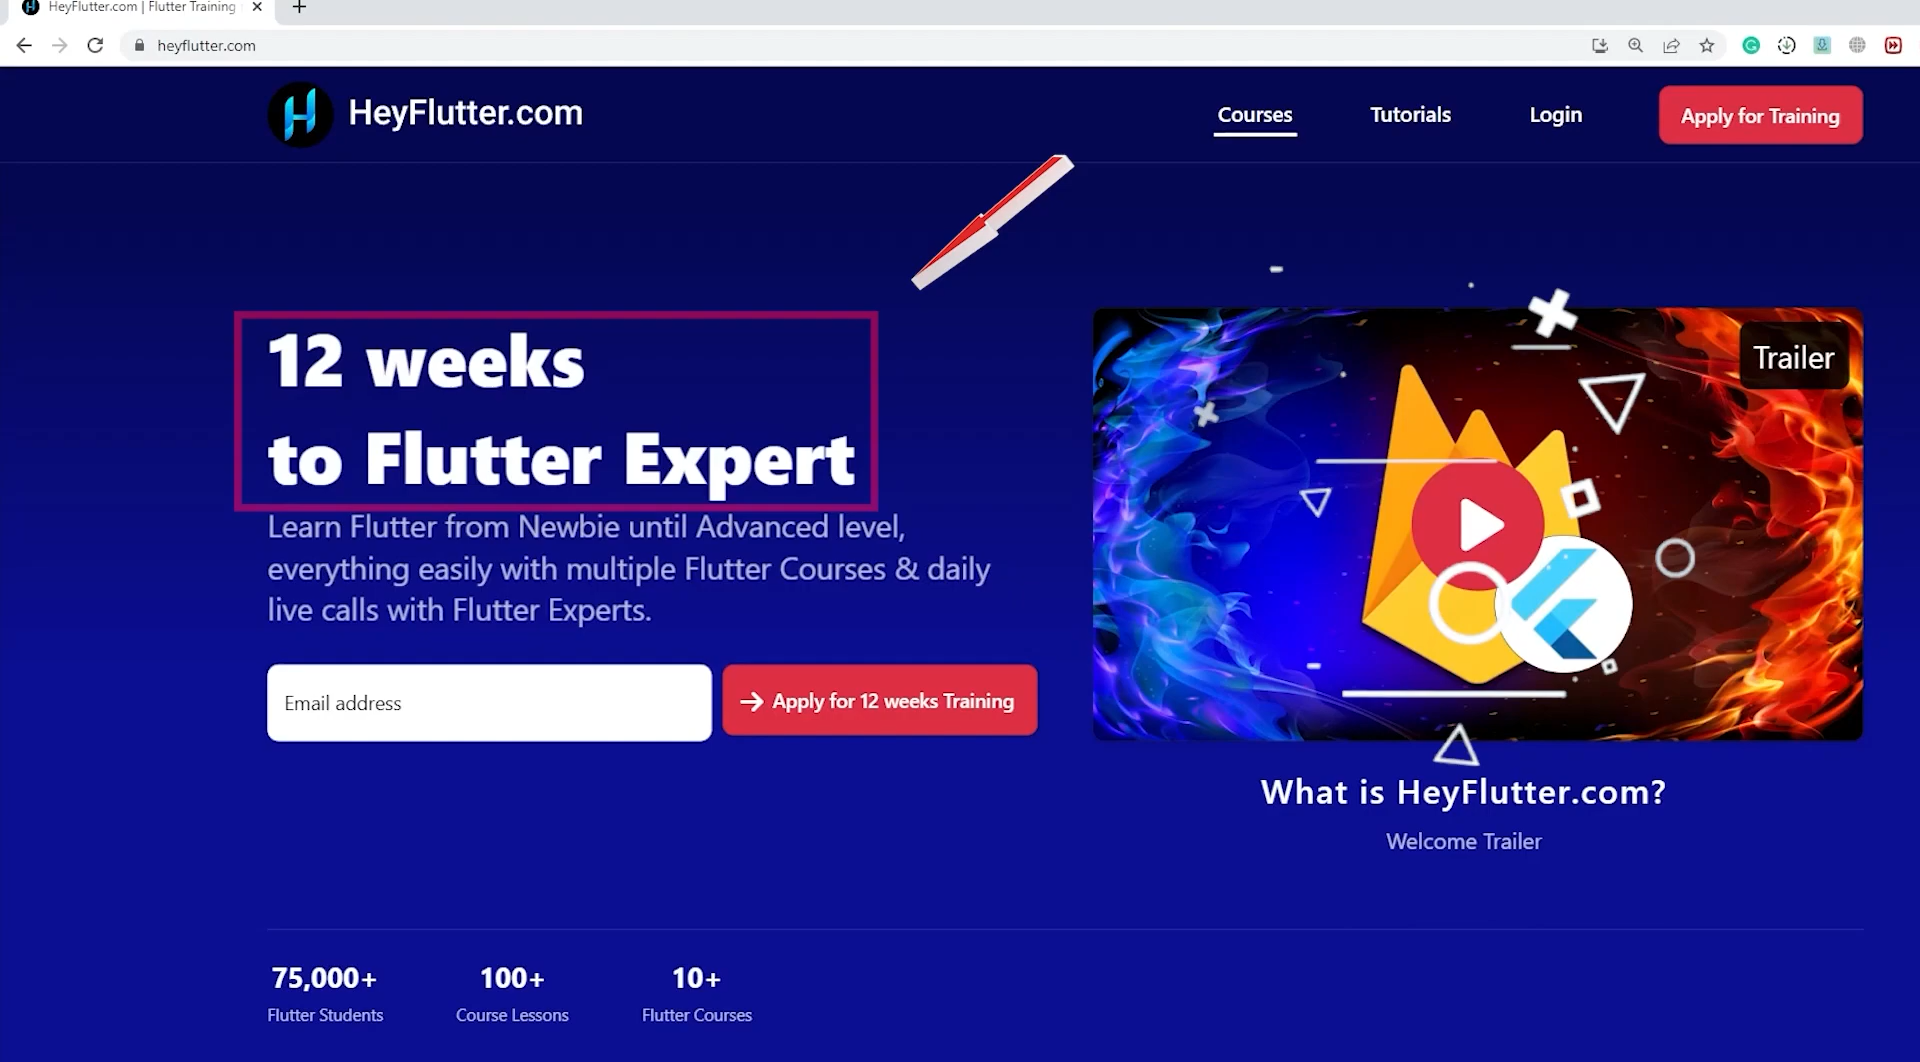 HeyFlutter.com | Flutter Training
heyflutter.com
HeyFlutter.com
Courses
Tutorials
Login
Apply for Training
12 weeks
to Flutter Expert
Learn Flutter from Newbie until Advanced level,
everything easily with multiple Flutter Courses & daily
live calls with Flutter Experts.
Email address
Apply for 12 weeks Training
Trailer
What is HeyFlutter.com?
Welcome Trailer
75,000+
Flutter Students
100+
Course Lessons
10+
Flutter Courses